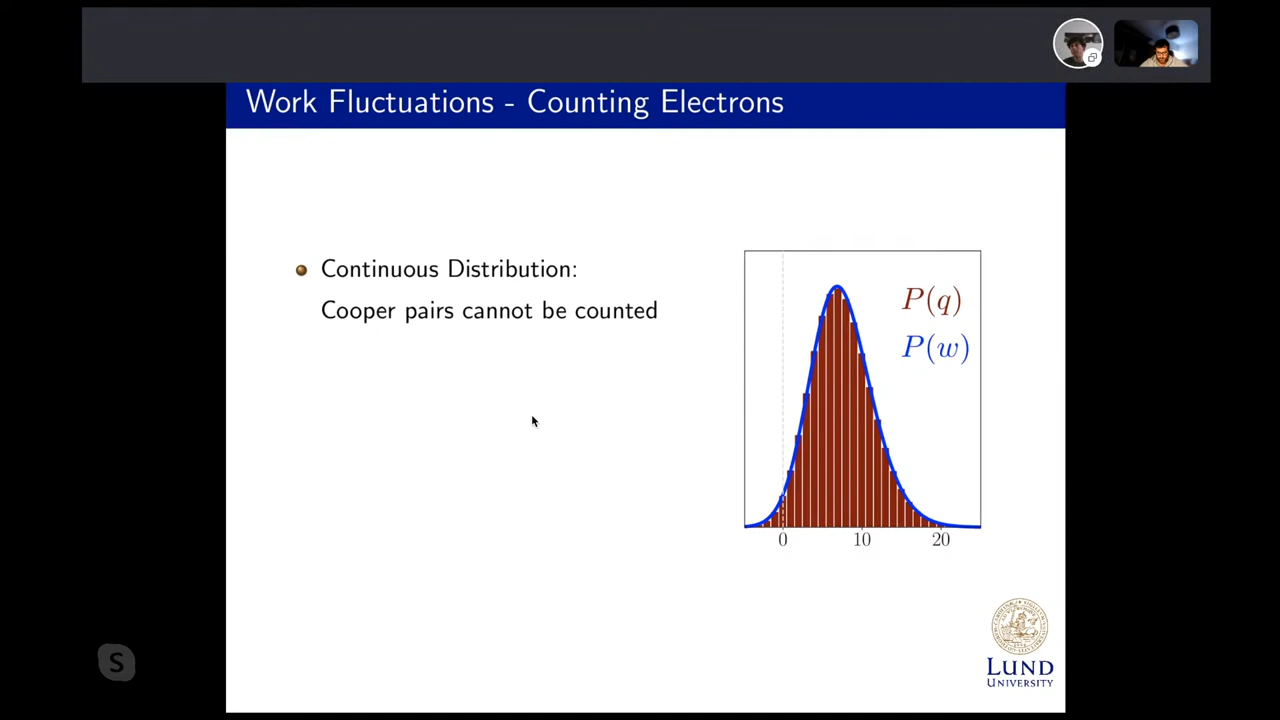 Work Fluctuations - Counting Electrons
Continuous Distribution:
Cooper pairs cannot be counted
P(q)
P(w)
0 10 20
S
LUND
UNIVERSITY